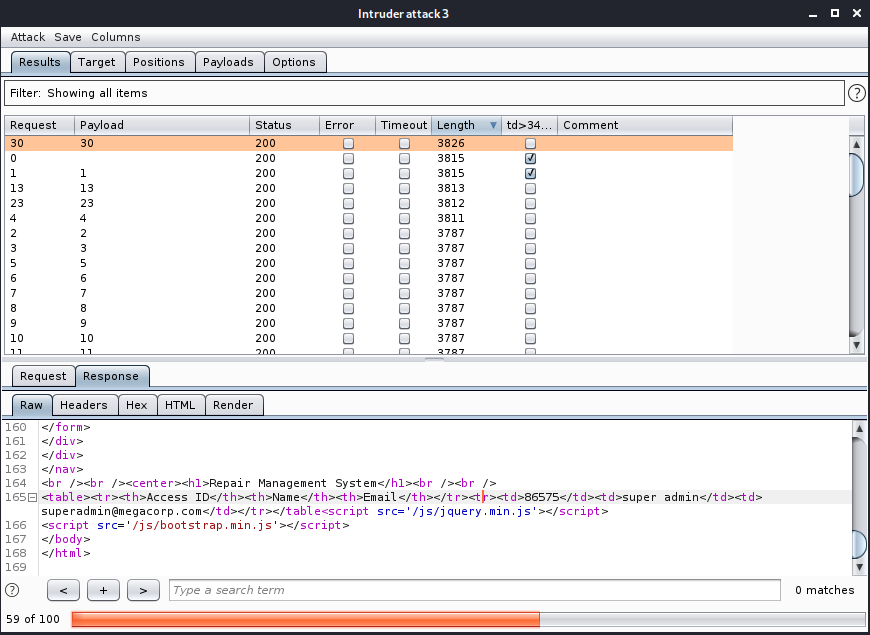 Intruder attack 3
Attack Save Columns
Results Target Positions Payloads Options
Filter: Showing all items ?
Request Payload Status Error Timeout Length td>34... Comment
30 30 200 3826
0 200 3815
1 1 200 3815
13 13 200 3813
23 23 200 3812
4 4 200 3811
2 2 200 3787
3 3 200 3787
5 5 200 3787
6 6 200 3787
7 7 200 3787
8 8 200 3787
9 9 200 3787
10 10 200 3787
11 11 200 3787
Request Response
Raw Headers Hex HTML Render
160 </form>
161 </div>
162 </div>
163 </nav>
164 <br /><br /><center><h1>Repair Management System</h1><br /><br />
165 <table><tr><th>Access ID</th><th>Name</th><th>Email</th></tr><tr><td>86575</td><td>super admin</td><td>
superadmin@megacorp.com</td></tr></table<script src='/js/jquery.min.js'></script>
166 <script src='/js/bootstrap.min.js'></script>
167 </body>
168 </html>
169
? < + > Type a search term 0 matches
59 of 100